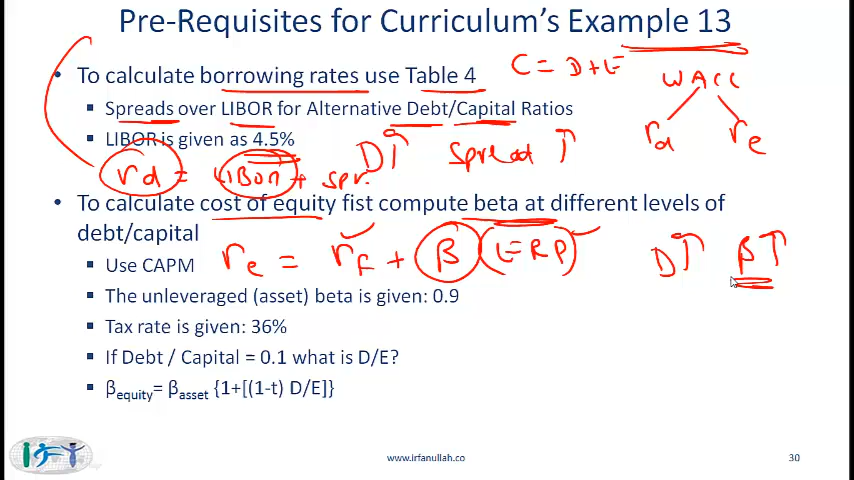 Pre-Requisites for Curriculum's Example 13
• To calculate borrowing rates use Table 4
C = D+E
WACC
▪ Spreads over LIBOR for Alternative Debt/Capital Ratios
rd re
▪ LIBOR is given as 4.5%
D↑ Spread ↑
rd = LIBOR + spr.
• To calculate cost of equity fist compute beta at different levels of
debt/capital
re = rF + β (ERP)
D↑ β↑
▪ Use CAPM
▪ The unleveraged (asset) beta is given: 0.9
▪ Tax rate is given: 36%
▪ If Debt / Capital = 0.1 what is D/E?
▪ βequity= βasset {1+[(1-t) D/E]}
www.irfanullah.co
30